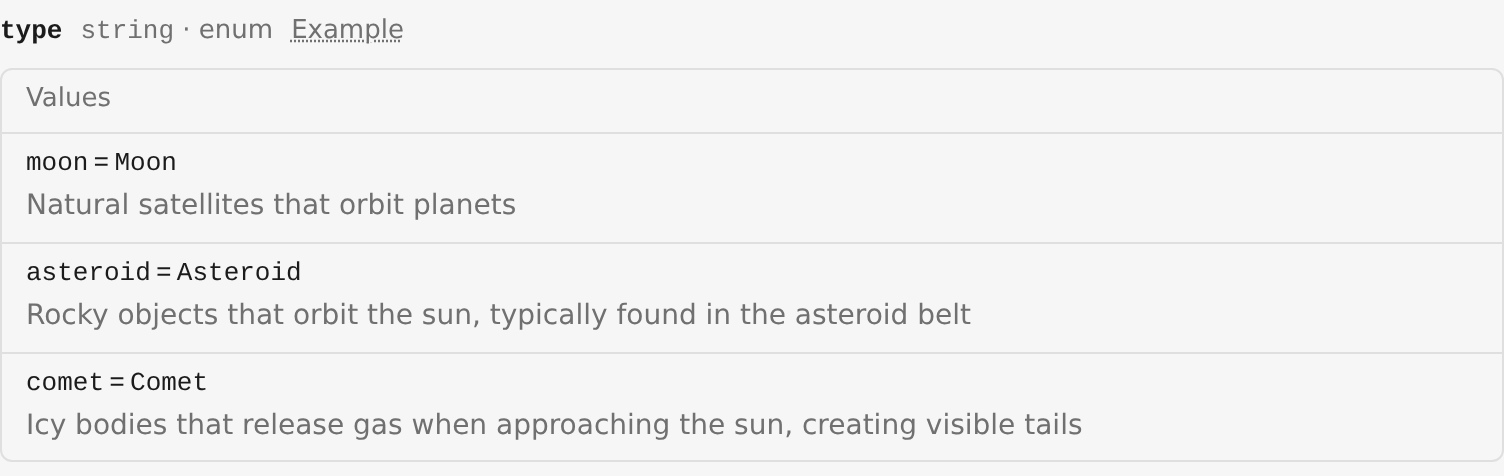 type string · enum Example
Values
moon = Moon
Natural satellites that orbit planets
asteroid = Asteroid
Rocky objects that orbit the sun, typically found in the asteroid belt
comet = Comet
Icy bodies that release gas when approaching the sun, creating visible tails